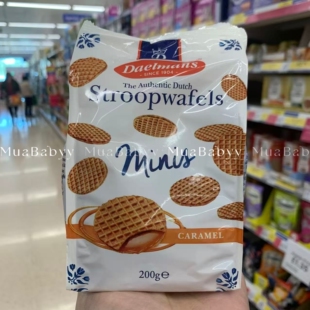 Daelmans
SINCE 1904
The Authentic Dutch
Stroopwafels
MuaBabyy MuaBabyy MuaBabyy
Minis
CARAMEL
200g℮